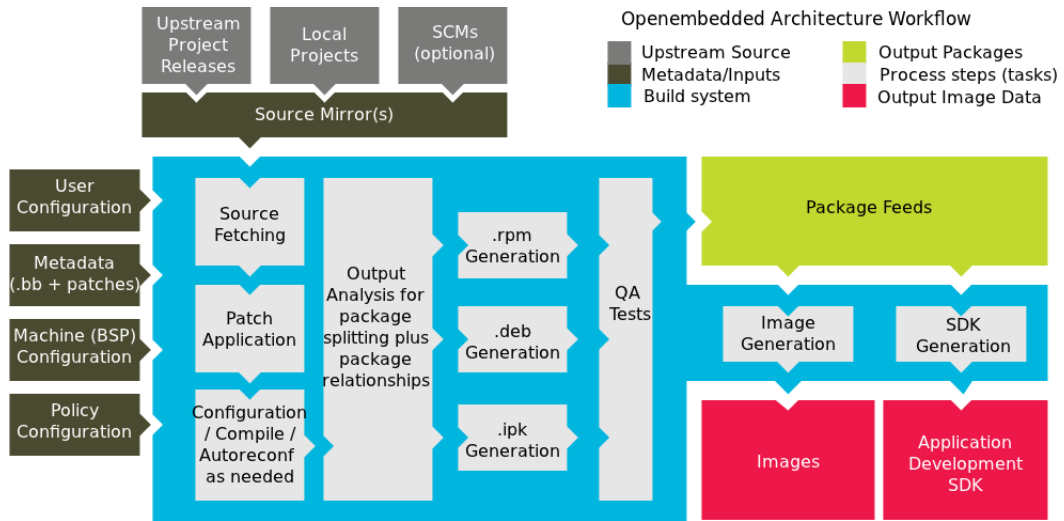 Upstream
Project
Releases
Local
Projects
SCMs
(optional)
Openembedded Architecture Workflow
Upstream Source
Metadata/Inputs
Build system
Output Packages
Process steps (tasks)
Output Image Data
Source Mirror(s)
User
Configuration
Metadata
(.bb + patches)
Machine (BSP)
Configuration
Policy
Configuration
Source
Fetching
Patch
Application
Configuration
/ Compile /
Autoreconf
as needed
Output
Analysis for
package
splitting plus
package
relationships
.rpm
Generation
.deb
Generation
.ipk
Generation
QA
Tests
Package Feeds
Image
Generation
SDK
Generation
Images
Application
Development
SDK